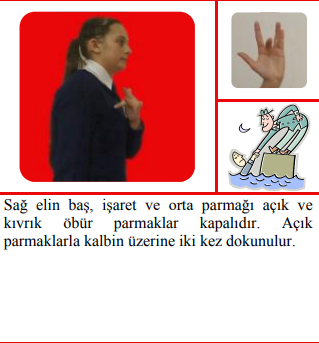 Sağ elin baş, işaret ve orta parmağı açık ve
kıvrık öbür parmaklar kapalıdır. Açık
parmaklarla kalbin üzerine iki kez dokunulur.